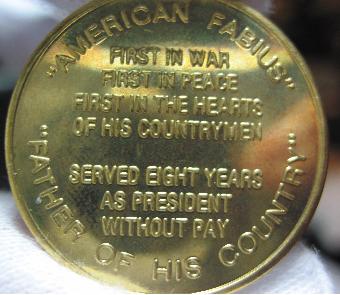 "AMERICAN FABIUS"
FIRST IN WAR
FIRST IN PEACE
FIRST IN THE HEARTS
OF HIS COUNTRYMEN
SERVED EIGHT YEARS
AS PRESIDENT
WITHOUT PAY
"FATHER OF HIS COUNTRY"